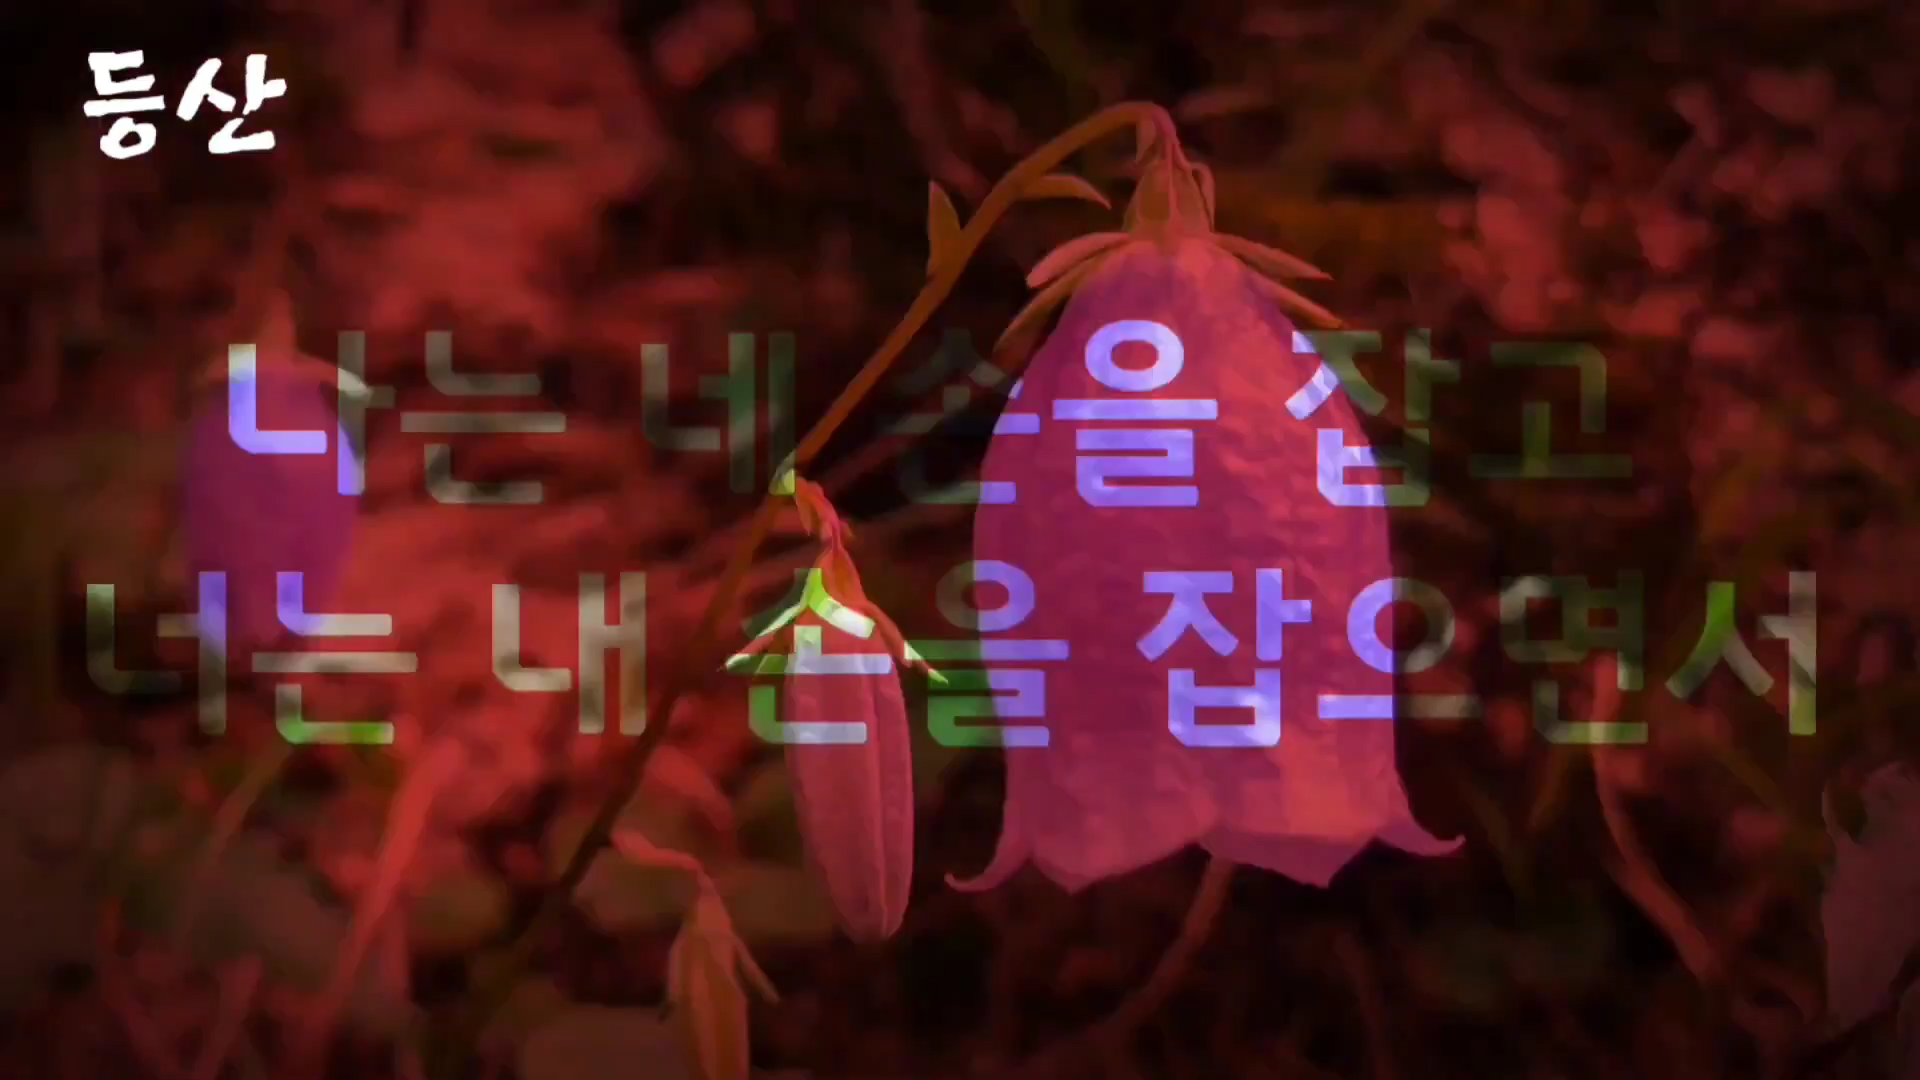 등산
나는 네 손을 잡고
너는 내 손을 잡으면서